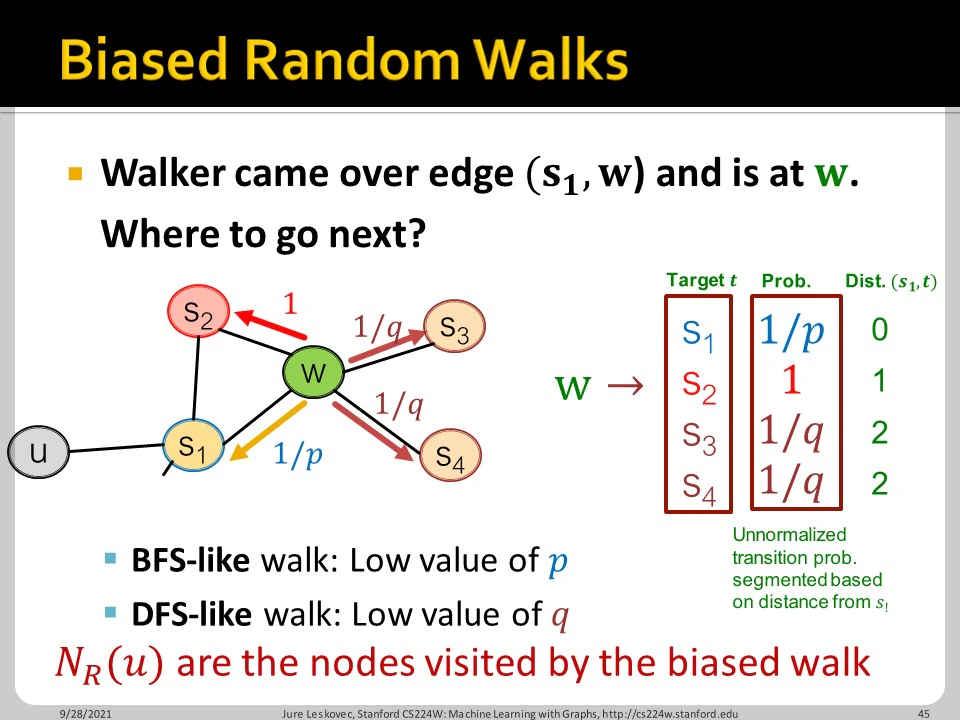 Biased Random Walks
Walker came over edge (s₁, w) and is at w.
Where to go next?
s₂
1
1/q
s₃
w
1/q
u
s₁
1/p
s₄
Target t Prob. Dist. (s₁,t)
w →
s₁ 1/p 0
s₂ 1 1
s₃ 1/q 2
s₄ 1/q 2
Unnormalized
transition prob.
segmented based
on distance from s!
BFS-like walk: Low value of p
DFS-like walk: Low value of q
N_R(u) are the nodes visited by the biased walk
9/28/2021 Jure Leskovec, Stanford CS224W: Machine Learning with Graphs, http://cs224w.stanford.edu 45